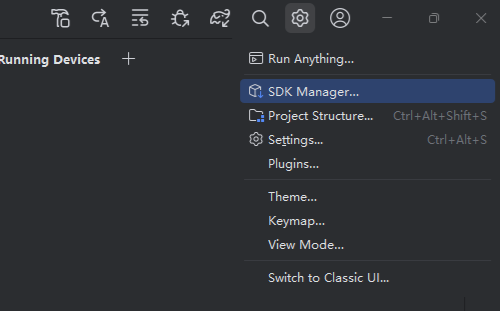 Running Devices
Run Anything...
SDK Manager...
Project Structure... Ctrl+Alt+Shift+S
Settings... Ctrl+Alt+S
Plugins...
Theme...
Keymap...
View Mode...
Switch to Classic UI...